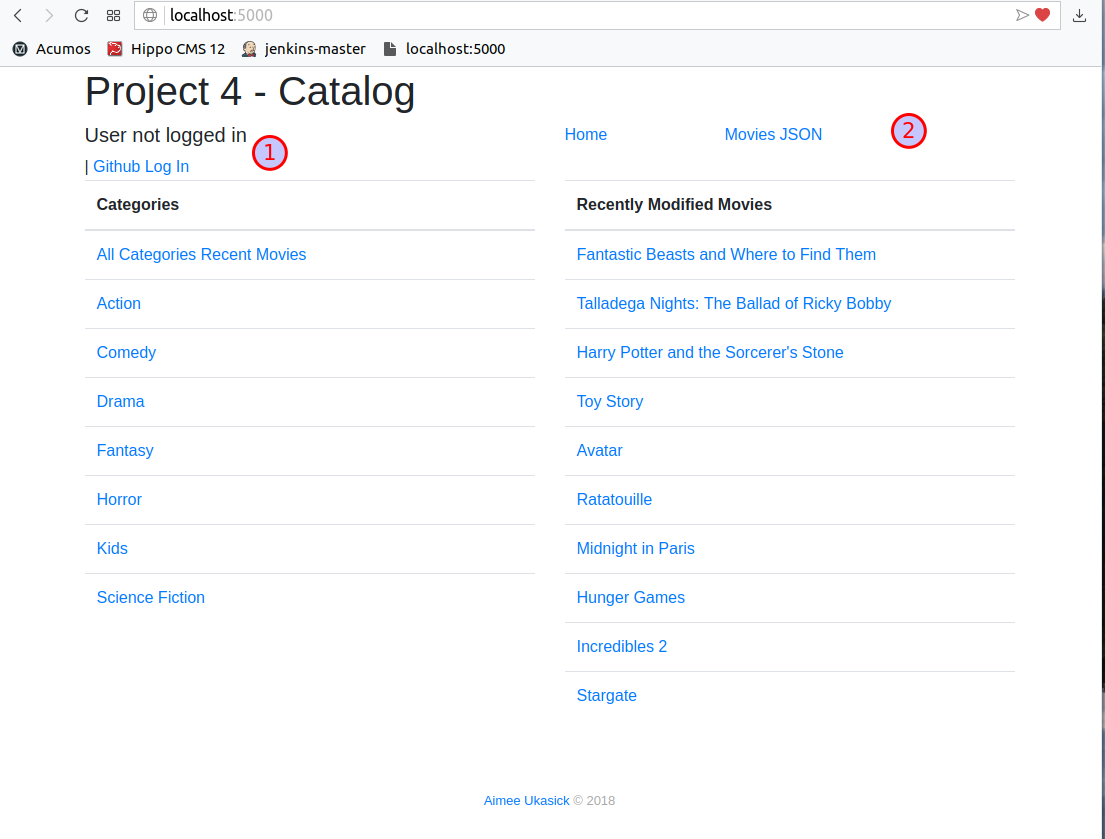 localhost:5000
Acumos Hippo CMS 12 jenkins-master localhost:5000
Project 4 - Catalog
User not logged in
1
| Github Log In
Home Movies JSON 2
Categories
All Categories Recent Movies
Action
Comedy
Drama
Fantasy
Horror
Kids
Science Fiction
Recently Modified Movies
Fantastic Beasts and Where to Find Them
Talladega Nights: The Ballad of Ricky Bobby
Harry Potter and the Sorcerer's Stone
Toy Story
Avatar
Ratatouille
Midnight in Paris
Hunger Games
Incredibles 2
Stargate
Aimee Ukasick © 2018